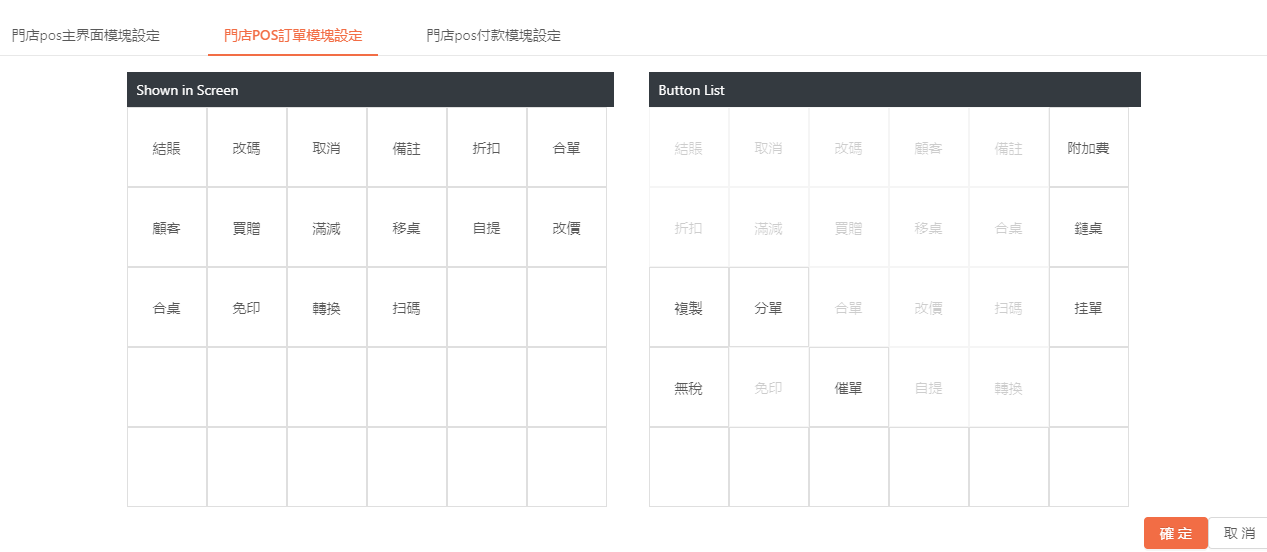 門店pos主界面模塊設定 門店POS訂單模塊設定 門店pos付款模塊設定
Shown in Screen
結賬 改碼 取消 備註 折扣 合單
顧客 買贈 滿減 移桌 自提 改價
合桌 免印 轉換 扫碼
Button List
結賬 取消 改碼 顧客 備註 附加費
折扣 滿減 買贈 移桌 合桌 鏈桌
複製 分單 合單 改價 扫碼 挂單
無稅 免印 催單 自提 轉換
確 定 取 消